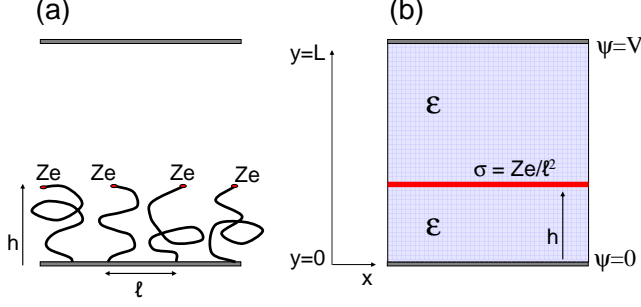 (a)
Ze Ze Ze Ze
h
ℓ
(b)
y=L
ψ=V
ε
σ = Ze/ℓ²
ε
h
y=0
ψ=0
x